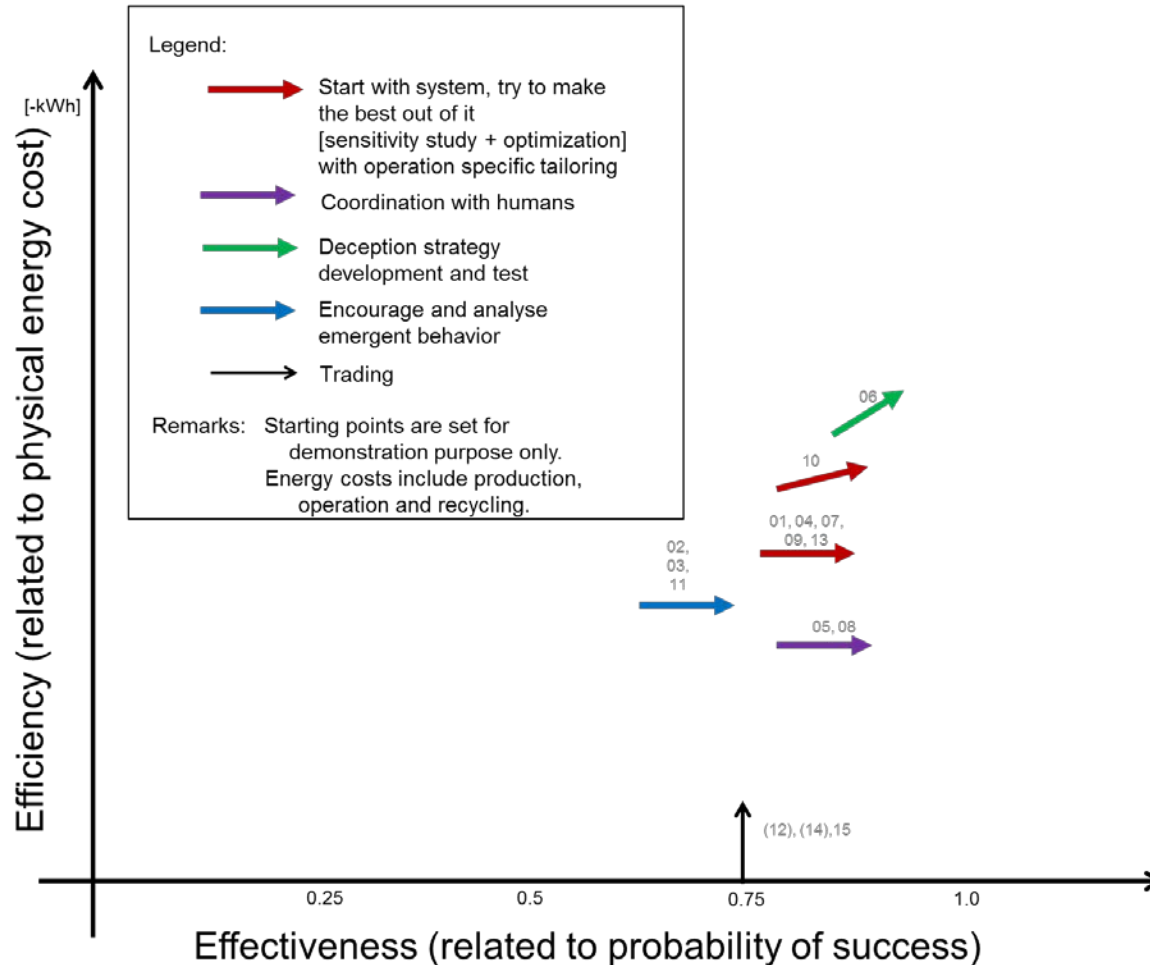 Legend:
Start with system, try to make
the best out of it
[sensitivity study + optimization]
with operation specific tailoring
Coordination with humans
Deception strategy
development and test
Encourage and analyse
emergent behavior
Trading
Remarks: Starting points are set for
demonstration purpose only.
Energy costs include production,
operation and recycling.
[-kWh]
Efficiency (related to physical energy cost)
06
10
01, 04, 07,
09, 13
02,
03,
11
05, 08
(12), (14),15
0.25 0.5 0.75 1.0
Effectiveness (related to probability of success)